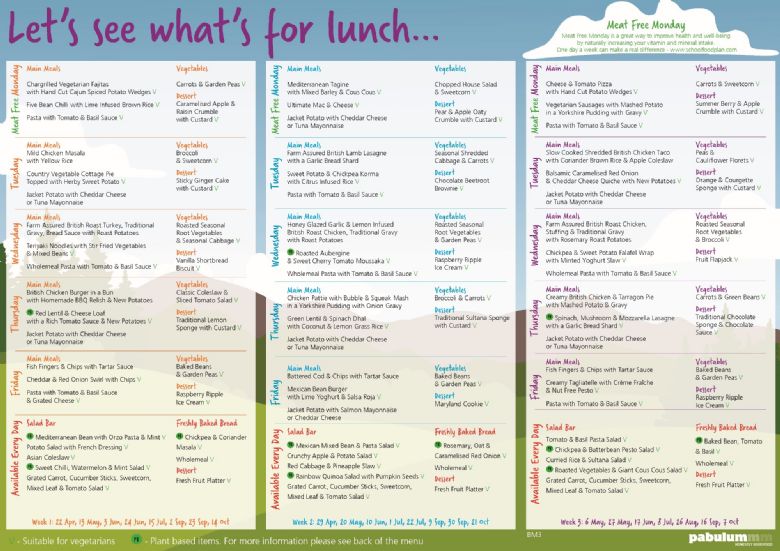 Let's see what's for lunch...
Meat Free Monday
Meat Free Monday is a great way to improve health and well-being
by naturally increasing your vitamin and mineral intake.
One day a week can make a real difference - www.schoolfoodplan.com
Meat Free Monday
Main Meals
Chargrilled Vegetarian Fajitas
with Hand Cut Cajun Spiced Potato Wedges V
Five Bean Chilli with Lime Infused Brown Rice V
Pasta with Tomato & Basil Sauce V
Vegetables
Carrots & Garden Peas V
Dessert
Caramelised Apple &
Raisin Crumble
with Custard V
Tuesday
Main Meals
Mild Chicken Masala
with Yellow Rice
Country Vegetable Cottage Pie
Topped with Herby Sweet Potato V
Jacket Potato with Cheddar Cheese
or Tuna Mayonnaise
Vegetables
Broccoli
& Sweetcorn V
Dessert
Sticky Ginger Cake
with Custard V
Wednesday
Main Meals
Farm Assured British Roast Turkey, Traditional
Gravy, Bread Sauce with Roast Potatoes
Teriyaki Noodles with Stir Fried Vegetables
& Mixed Beans V
Wholemeal Pasta with Tomato & Basil Sauce V
Vegetables
Roasted Seasonal
Root Vegetables
& Seasonal Cabbage V
Dessert
Vanilla Shortbread
Biscuit V
Thursday
Main Meals
British Chicken Burger in a Bun
with Homemade BBQ Relish & New Potatoes
PB Red Lentil & Cheese Loaf
with a Rich Tomato Sauce & New Potatoes V
Jacket Potato with Cheddar Cheese
or Tuna Mayonnaise
Vegetables
Classic Coleslaw &
Sliced Tomato Salad V
Dessert
Traditional Lemon
Sponge with Custard V
Friday
Main Meals
Fish Fingers & Chips with Tartar Sauce
Cheddar & Red Onion Swirl with Chips V
Pasta with Tomato & Basil Sauce
& Grated Cheese V
Vegetables
Baked Beans
& Garden Peas V
Dessert
Raspberry Ripple
Ice Cream V
Available Every Day
Salad Bar
PB Mediterranean Bean with Orzo Pasta & Mint V
Potato Salad with French Dressing V
Asian Coleslaw V
PB Sweet Chilli, Watermelon & Mint Salad V
Grated Carrot, Cucumber Sticks, Sweetcorn,
Mixed Leaf & Tomato Salad V
Freshly Baked Bread
PB Chickpea & Coriander
Masala V
Wholemeal V
Dessert
Fresh Fruit Platter V
Week 1: 22 Apr, 13 May, 3 Jun, 24 Jun, 15 Jul, 2 Sep, 23 Sep, 14 Oct
Meat Free Monday
Main Meals
Mediterranean Tagine
with Mixed Barley & Cous Cous V
Ultimate Mac & Cheese V
Jacket Potato with Cheddar Cheese
or Tuna Mayonnaise
Vegetables
Chopped House Salad
& Sweetcorn V
Dessert
Pear & Apple Oaty
Crumble with Custard V
Tuesday
Main Meals
Farm Assured British Lamb Lasagne
with a Garlic Bread Shard
Sweet Potato & Chickpea Korma
with Citrus Infused Rice V
Pasta with Tomato & Basil Sauce V
Vegetables
Seasonal Shredded
Cabbage & Carrots V
Dessert
Chocolate Beetroot
Brownie V
Wednesday
Main Meals
Honey Glazed Garlic & Lemon Infused
British Roast Chicken, Traditional Gravy
with Roast Potatoes
PB Roasted Aubergine
& Sweet Cherry Tomato Moussaka V
Wholemeal Pasta with Tomato & Basil Sauce V
Vegetables
Roasted Seasonal
Root Vegetables
& Garden Peas V
Dessert
Raspberry Ripple
Ice Cream V
Thursday
Main Meals
Chicken Pattie with Bubble & Squeak Mash
in a Yorkshire Pudding with Onion Gravy
Green Lentil & Spinach Dhal
with Coconut & Lemon Grass Rice V
Jacket Potato with Cheddar Cheese
or Tuna Mayonnaise
Vegetables
Broccoli & Carrots V
Dessert
Traditional Sultana Sponge
with Custard V
Friday
Main Meals
Battered Cod & Chips with Tartar Sauce
Mexican Bean Burger
with Lime Yoghurt & Salsa Roja V
Jacket Potato with Salmon Mayonnaise
or Cheddar Cheese
Vegetables
Baked Beans
& Garden Peas V
Dessert
Maryland Cookie V
Available Every Day
Salad Bar
PB Mexican Mixed Bean & Pasta Salad V
Crunchy Apple & Potato Salad V
Red Cabbage & Pineapple Slaw V
PB Rainbow Quinoa Salad with Pumpkin Seeds V
Grated Carrot, Cucumber Sticks, Sweetcorn,
Mixed Leaf & Tomato Salad V
Freshly Baked Bread
PB Rosemary, Oat &
Caramelised Red Onion V
Wholemeal V
Dessert
Fresh Fruit Platter V
Week 2: 29 Apr, 20 May, 10 Jun, 1 Jul, 22 Jul, 9 Sep, 30 Sep, 21 Oct
Meat Free Monday
Main Meals
Cheese & Tomato Pizza
with Hand Cut Potato Wedges V
Vegetarian Sausages with Mashed Potato
in a Yorkshire Pudding with Gravy V
Pasta with Tomato & Basil Sauce V
Vegetables
Carrots & Sweetcorn V
Dessert
Summer Berry & Apple
Crumble with Custard V
Tuesday
Main Meals
Slow Cooked Shredded British Chicken Taco
with Coriander Brown Rice & Apple Coleslaw
Balsamic Caramelised Red Onion
& Cheddar Cheese Quiche with New Potatoes V
Jacket Potato with Cheddar Cheese
or Tuna Mayonnaise
Vegetables
Peas &
Cauliflower Florets V
Dessert
Orange & Courgette
Sponge with Custard V
Wednesday
Main Meals
Farm Assured British Roast Chicken,
Stuffing & Traditional Gravy
with Rosemary Roast Potatoes
Chickpea & Sweet Potato Falafel Wrap
with Minted Yoghurt Slaw V
Wholemeal Pasta with Tomato & Basil Sauce V
Vegetables
Roasted Seasonal
Root Vegetables
& Broccoli V
Dessert
Fruit Flapjack V
Thursday
Main Meals
Creamy British Chicken & Tarragon Pie
with Mashed Potato & Gravy
PB Spinach, Mushroom & Mozzarella Lasagne
with a Garlic Bread Shard V
Jacket Potato with Cheddar Cheese
or Tuna Mayonnaise
Vegetables
Carrots & Green Beans V
Dessert
Traditional Chocolate
Sponge & Chocolate
Sauce V
Friday
Main Meals
Fish Fingers & Chips with Tartar Sauce
Creamy Tagliatelle with Crème Fraîche
& Nut Free Pesto V
Pasta with Tomato & Basil Sauce V
Vegetables
Baked Beans
& Garden Peas V
Dessert
Raspberry Ripple
Ice Cream V
Available Every Day
Salad Bar
Tomato & Basil Pasta Salad V
PB Chickpea & Butterbean Pesto Salad V
Curried Rice & Sultana Salad V
PB Roasted Vegetables & Giant Cous Cous Salad V
Grated Carrot, Cucumber Sticks, Sweetcorn,
Mixed Leaf & Tomato Salad V
Freshly Baked Bread
PB Baked Bean, Tomato
& Basil V
Wholemeal V
Dessert
Fresh Fruit Platter V
Week 3: 6 May, 27 May, 17 Jun, 8 Jul, 26 Aug, 16 Sep, 7 Oct
V - Suitable for vegetarians PB - Plant based items. For more information please see back of the menu
BM3
pabulum